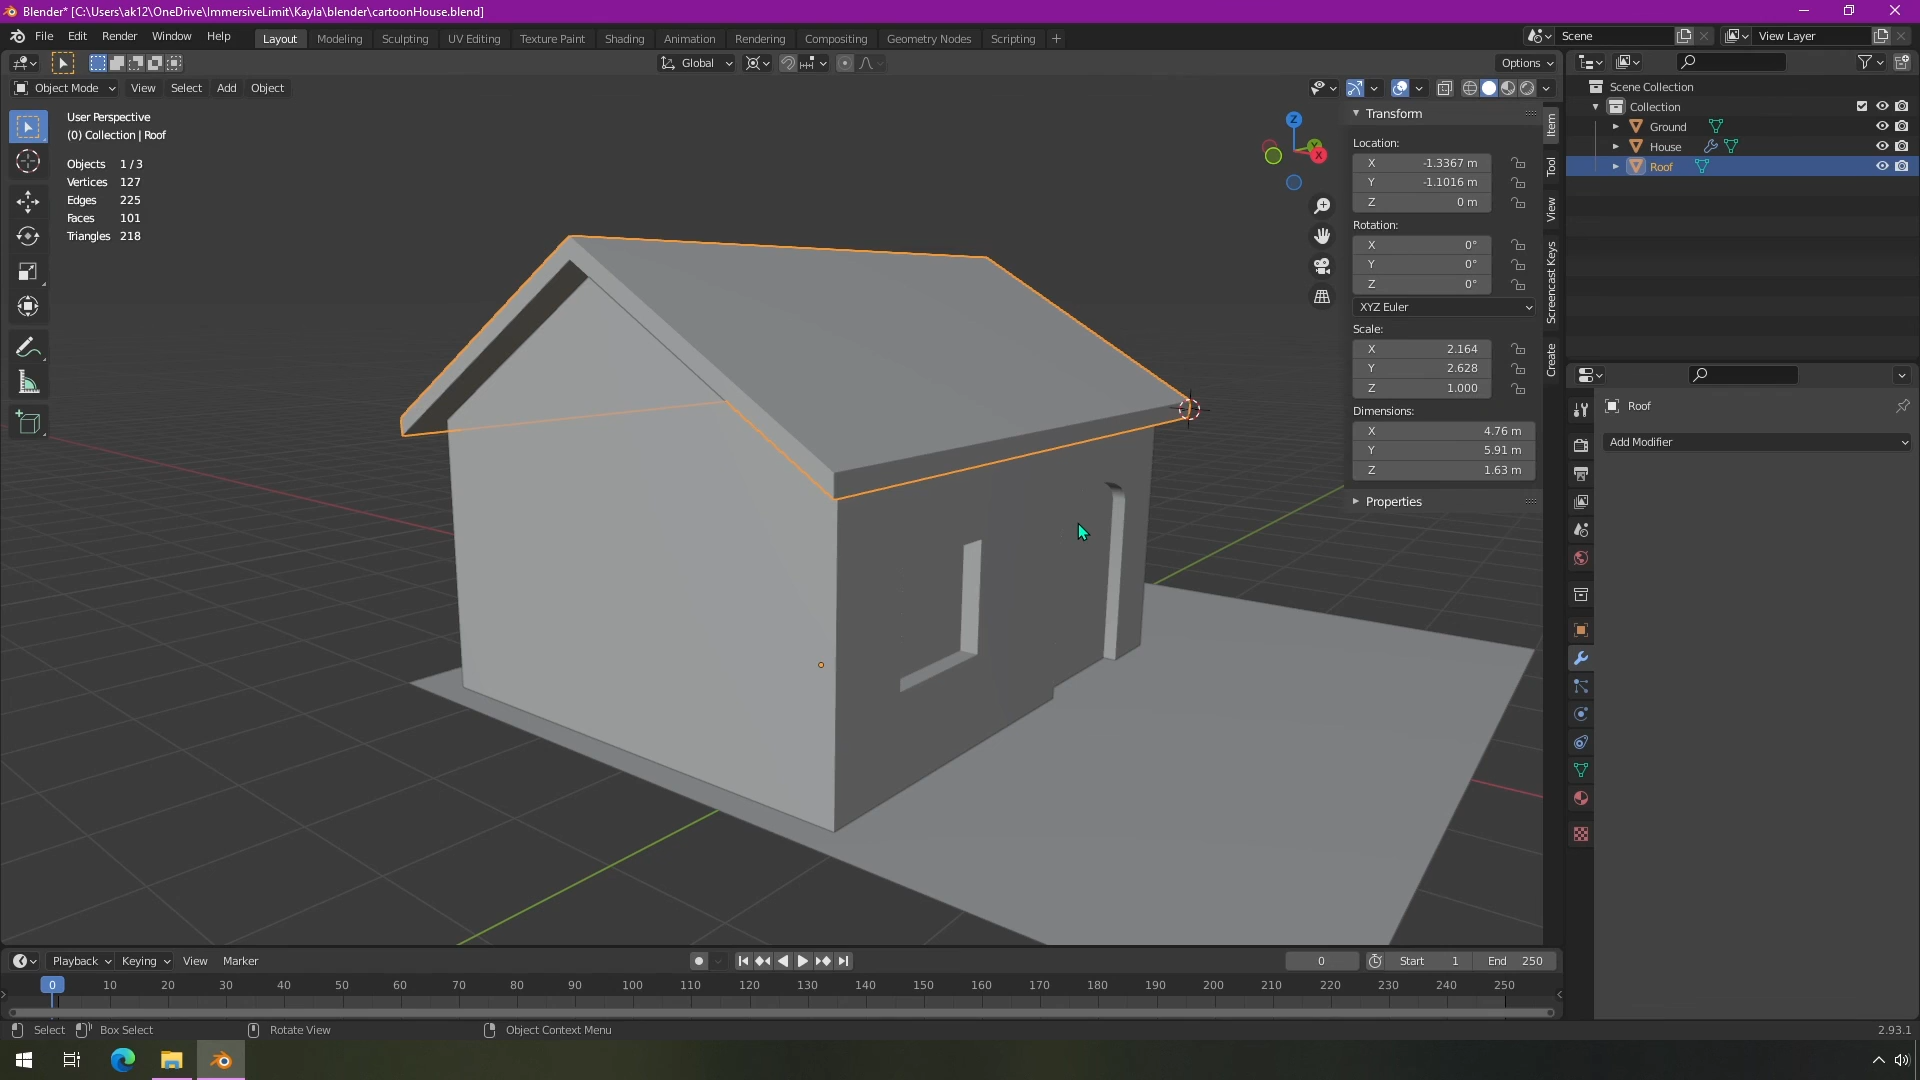 Blender* [C:\Users\ak12\OneDrive\ImmersiveLimit\Kayla\blender\cartoonHouse.blend]
File Edit Render Window Help Layout Modeling Sculpting UV Editing Texture Paint Shading Animation Rendering Compositing Geometry Nodes Scripting + Scene View Layer
Global Options
Object Mode View Select Add Object
User Perspective
(0) Collection | Roof
Objects 1 / 3
Vertices 127
Edges 225
Faces 101
Triangles 218
Z
Y
X
Transform
Location:
X -1.3367 m
Y -1.1016 m
Z 0 m
Rotation:
X 0°
Y 0°
Z 0°
XYZ Euler
Scale:
X 2.164
Y 2.628
Z 1.000
Dimensions:
X 4.76 m
Y 5.91 m
Z 1.63 m
Properties
Item
Tool
View
Screencast Keys
Create
Scene Collection
Collection
Ground
House
Roof
Roof
Add Modifier
Playback Keying View Marker 0 Start 1 End 250
0 10 20 30 40 50 60 70 80 90 100 110 120 130 140 150 160 170 180 190 200 210 220 230 240 250
Select Box Select Rotate View Object Context Menu 2.93.1